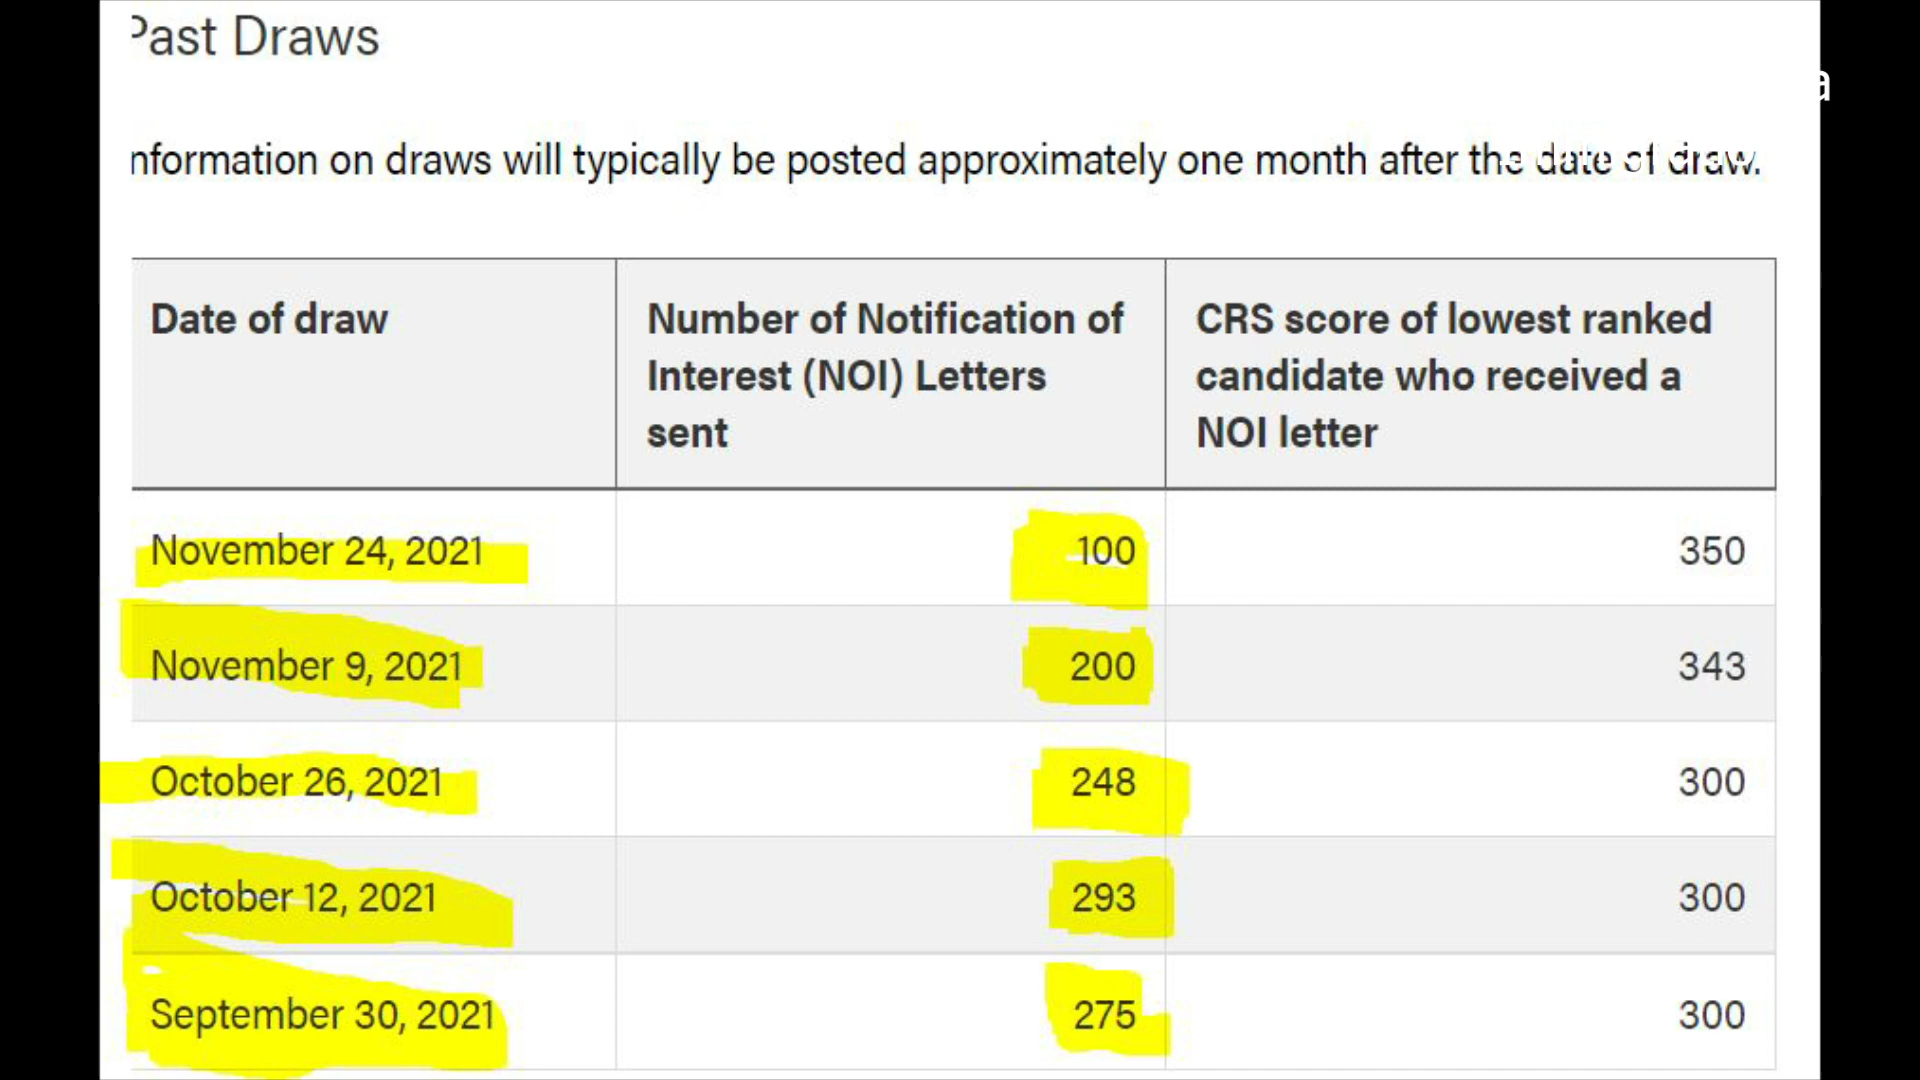 Past Draws
a
nformation on draws will typically be posted approximately one month after the date of draw.
Date of draw
Number of Notification of
Interest (NOI) Letters
sent
CRS score of lowest ranked
candidate who received a
NOI letter
November 24, 2021 100 350
November 9, 2021 200 343
October 26, 2021 248 300
October 12, 2021 293 300
September 30, 2021 275 300